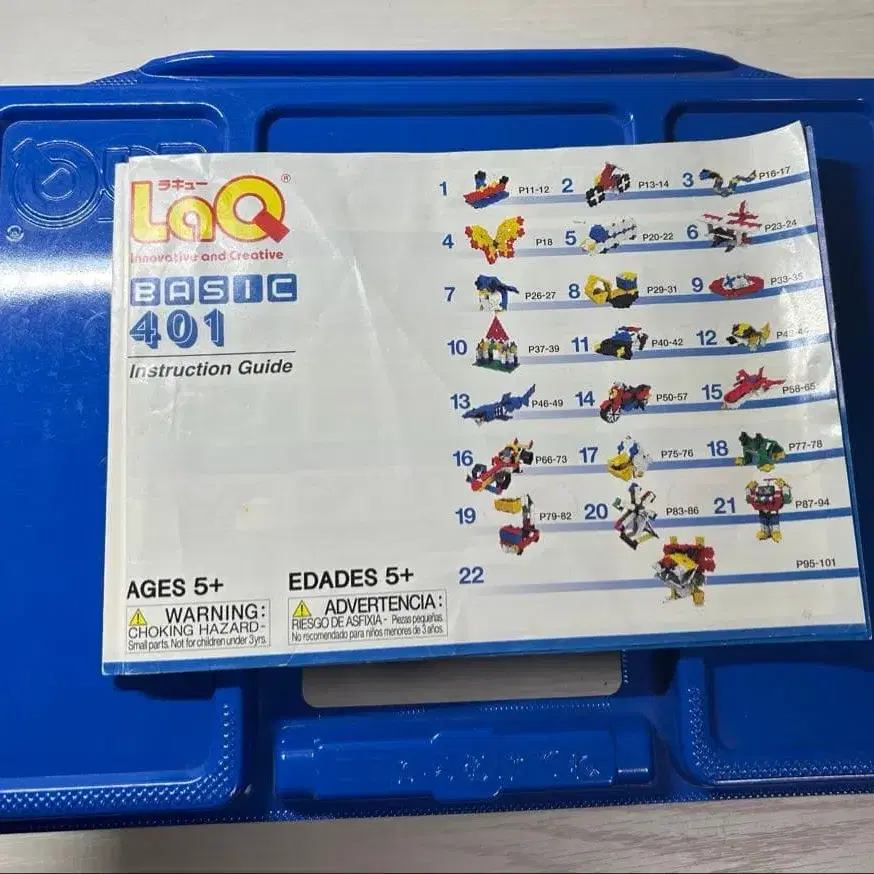 ラキュー
LaQ®
Innovative and Creative
BASIC
401
Instruction Guide
1 P11-12 2 P13-14 3 P16-17
4 P18 5 P20-22 6 P23-24
7 P26-27 8 P29-31 9 P33-35
10 P37-39 11 P40-42 12
13 P46-49 14 P50-57 15 P58-65
16 P66-73 17 P75-76 18 P77-78
19 P79-82 20 P83-86 21 P87-94
22 P95-101
AGES 5+
WARNING:
CHOKING HAZARD-
Small parts. Not for children under 3yrs.
EDADES 5+
ADVERTENCIA:
RIESGO DE ASFIXIA - Piezas pequeñas.
No recomendado para niños menores de 3 años.